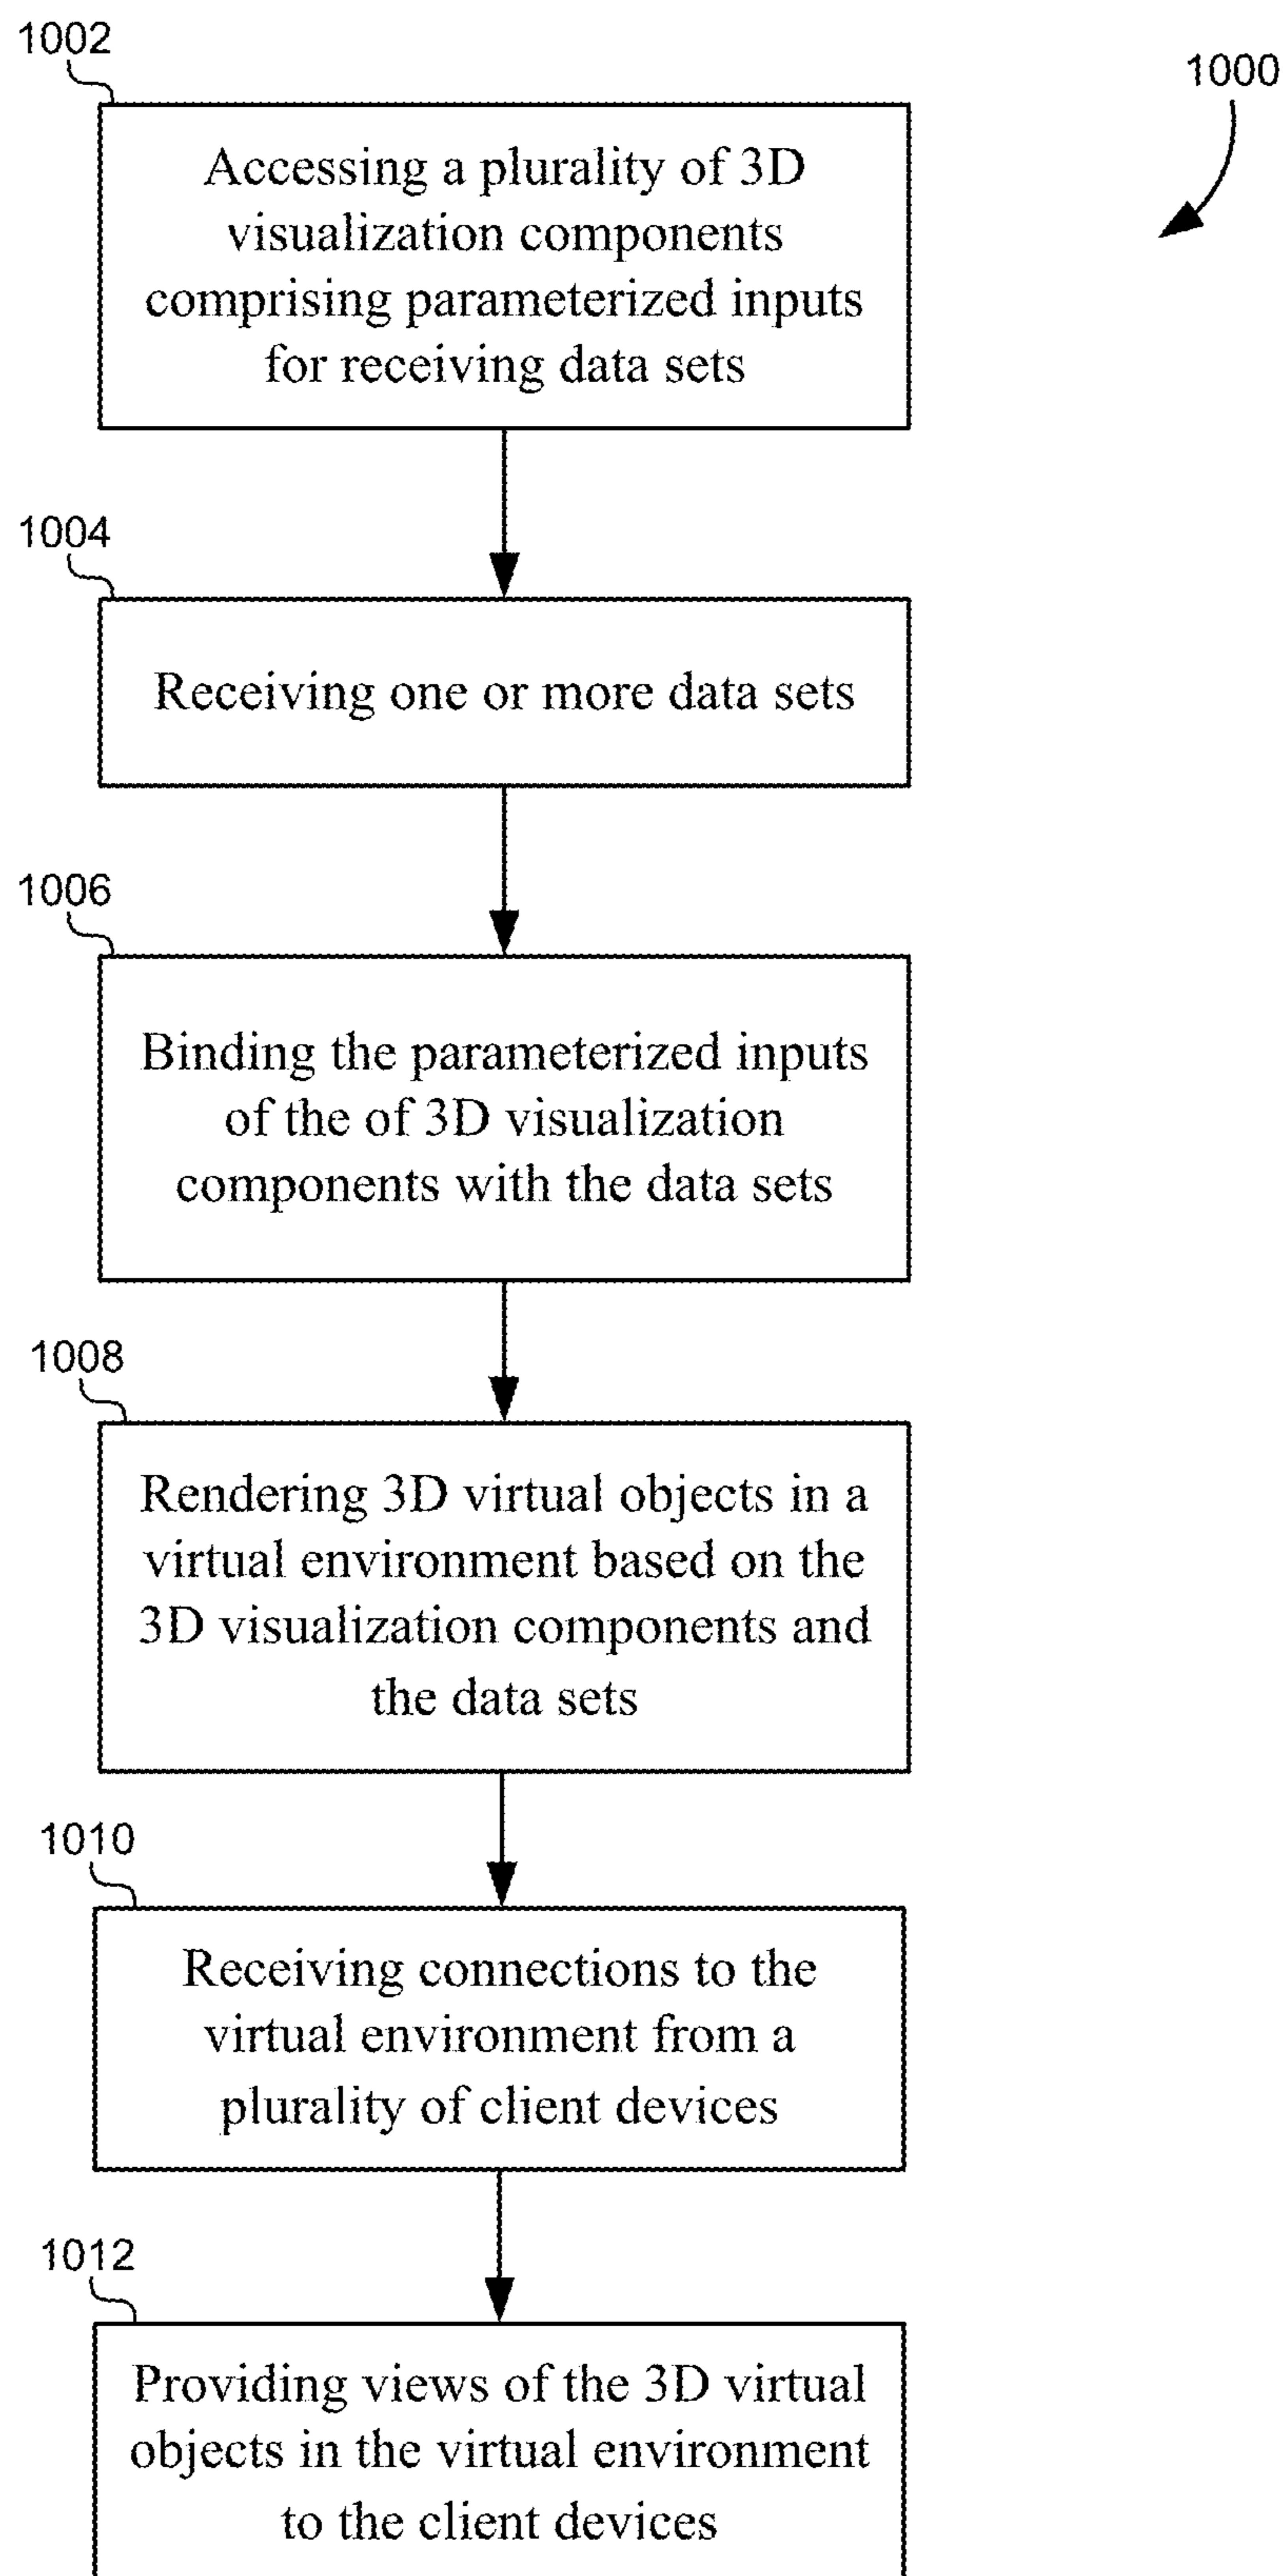 1002
1000
Accessing a plurality of 3D
visualization components
comprising parameterized inputs
for receiving data sets
1004
Receiving one or more data sets
1006
Binding the parameterized inputs
of the of 3D visualization
components with the data sets
1008
Rendering 3D virtual objects in a
virtual environment based on the
3D visualization components and
the data sets
1010
Receiving connections to the
virtual environment from a
plurality of client devices
1012
Providing views of the 3D virtual
objects in the virtual environment
to the client devices